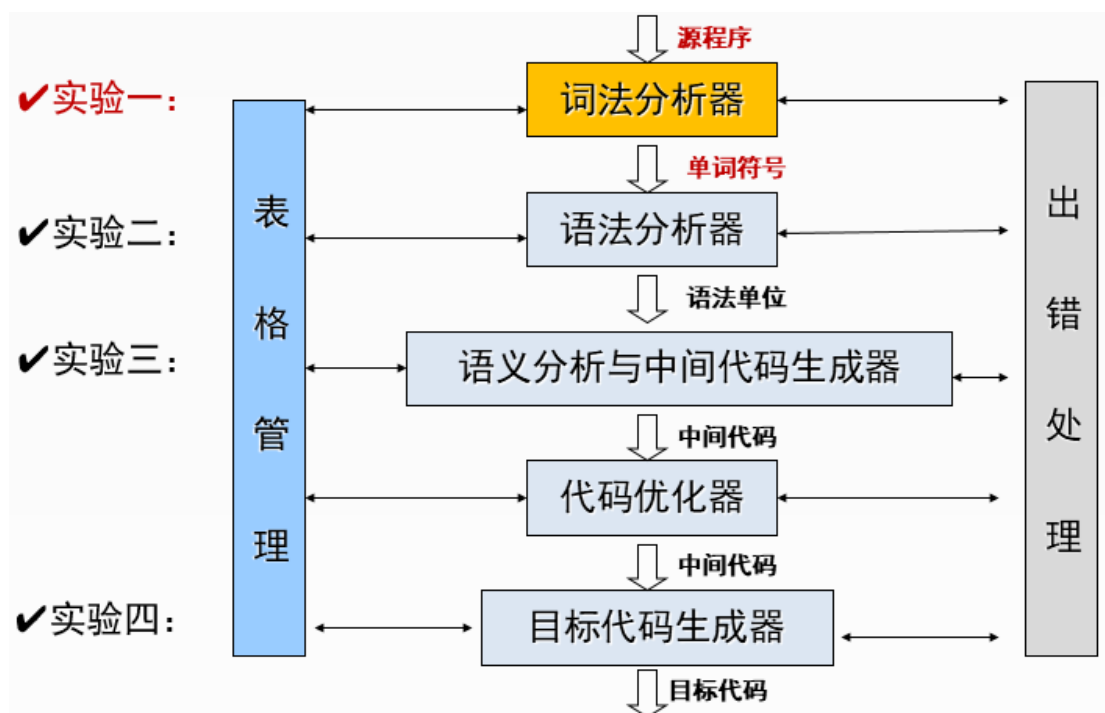 源程序
✔实验一：
词法分析器
单词符号
✔实验二：
语法分析器
语法单位
✔实验三：
语义分析与中间代码生成器
中间代码
代码优化器
中间代码
✔实验四：
目标代码生成器
目标代码
表格管理
出错处理